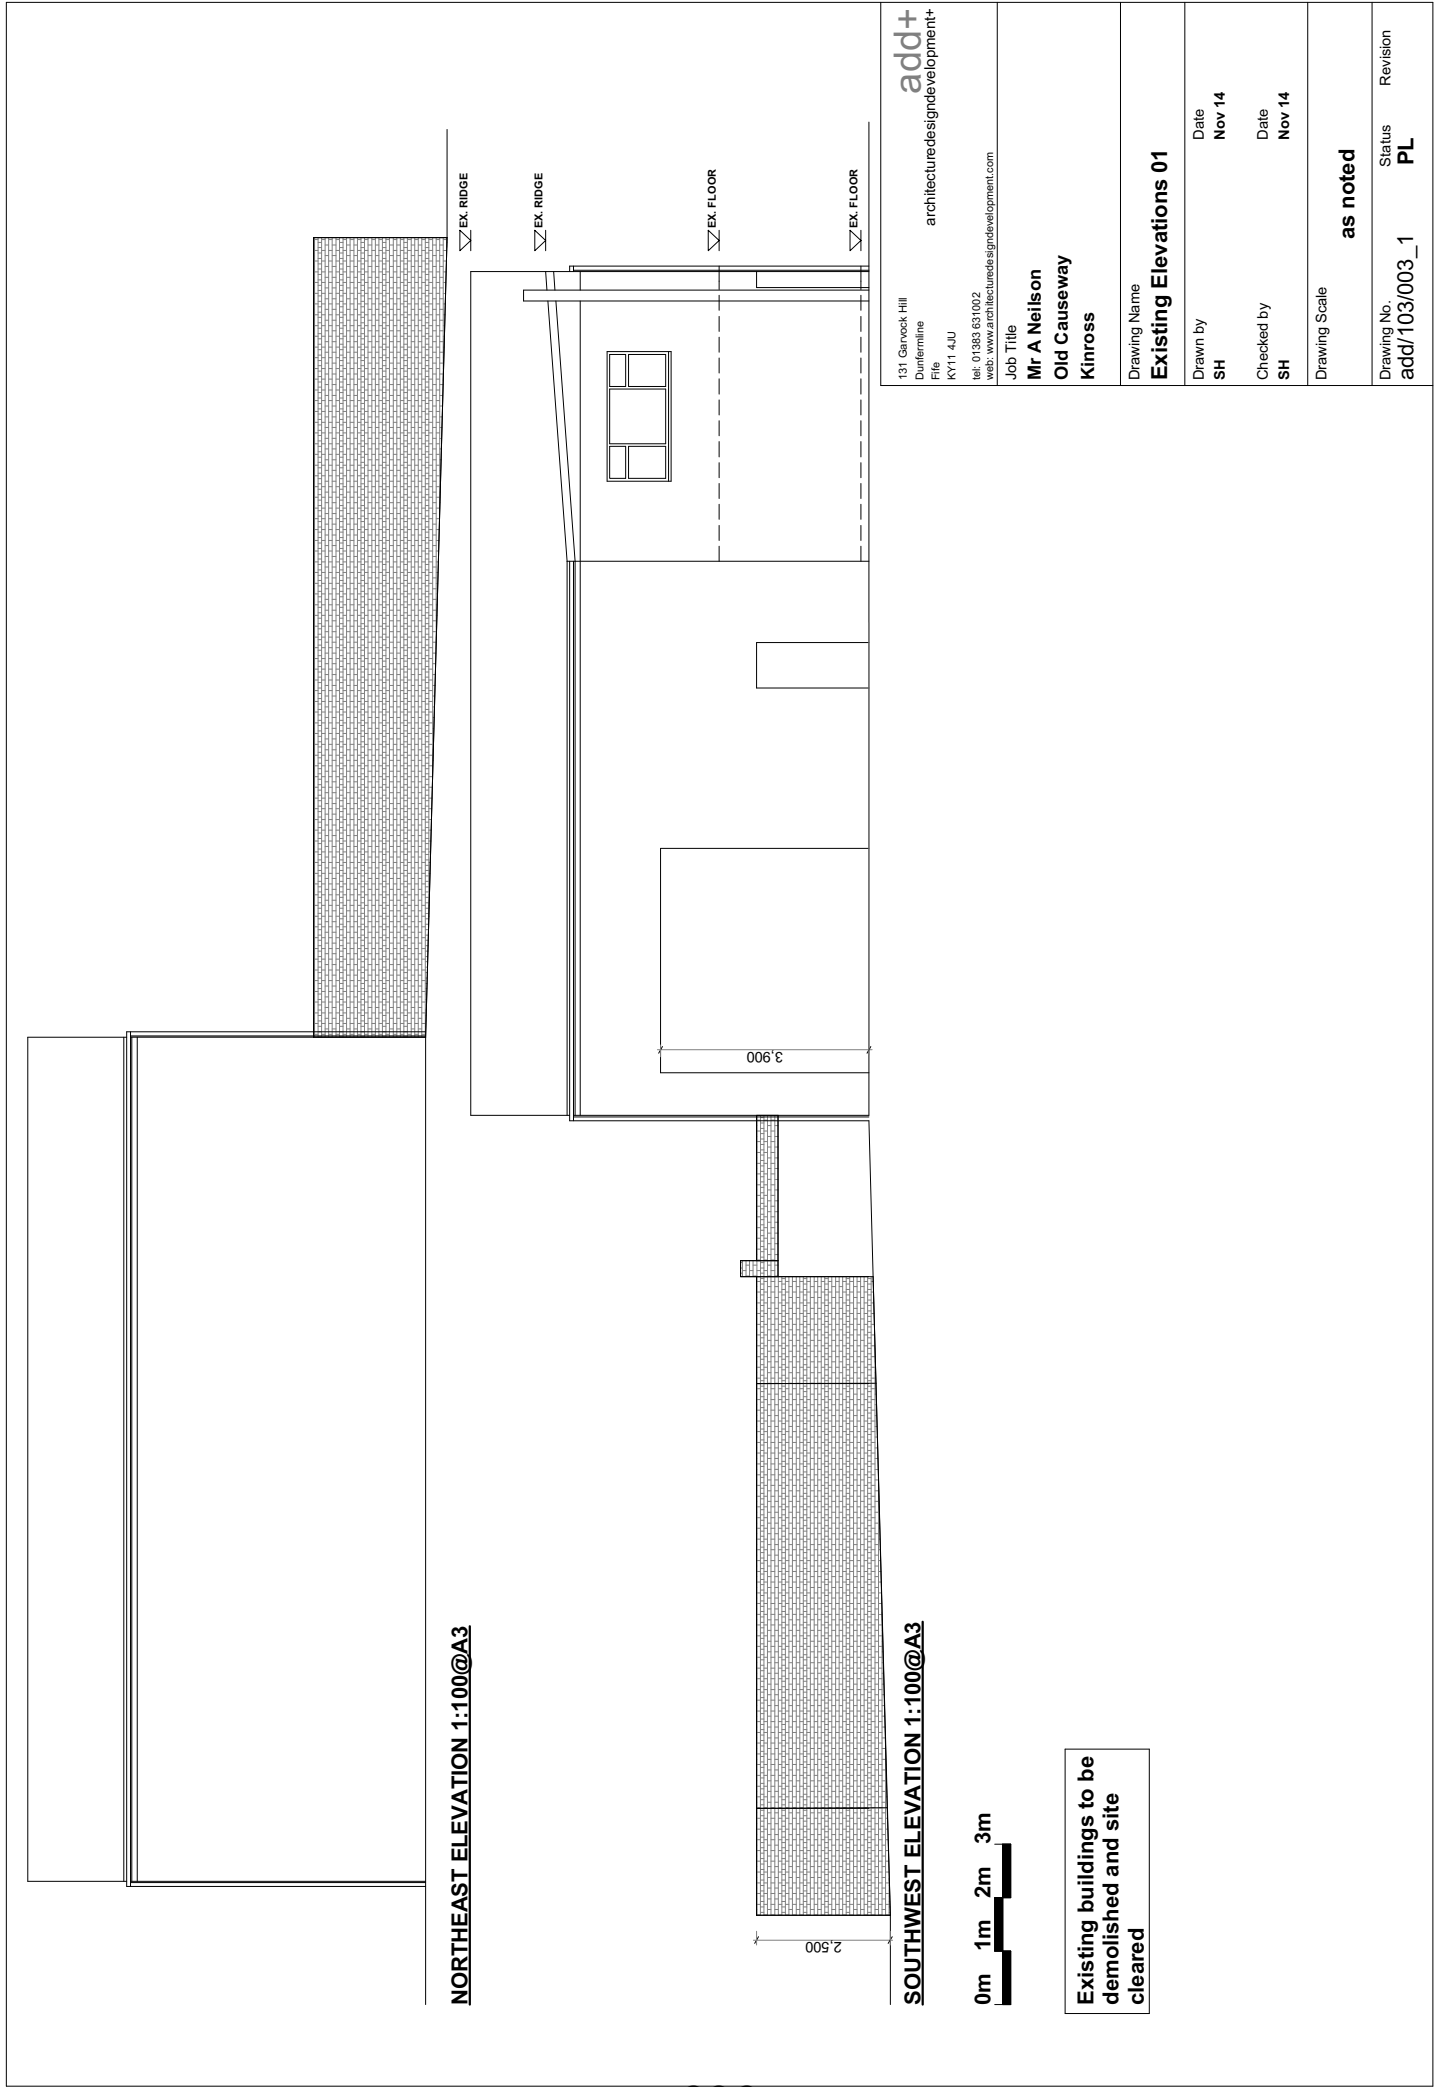 NORTHEAST ELEVATION 1:100@A3
EX. RIDGE
EX. RIDGE
EX. FLOOR
EX. FLOOR
3,900
2,500
SOUTHWEST ELEVATION 1:100@A3
0m 1m 2m 3m
Existing buildings to be
demolished and site
cleared
add+
architecturedesigndevelopment+
131 Garvock Hill
Dunfermline
Fife
KY11 4JU
tel: 01383 631002
web: www.architecturedesigndevelopment.com
Job Title
Mr A Neilson
Old Causeway
Kinross
Drawing Name
Existing Elevations 01
Drawn by Date
SH Nov 14
Checked by Date
SH Nov 14
Drawing Scale
as noted
Drawing No. Status Revision
add/103/003_1 PL